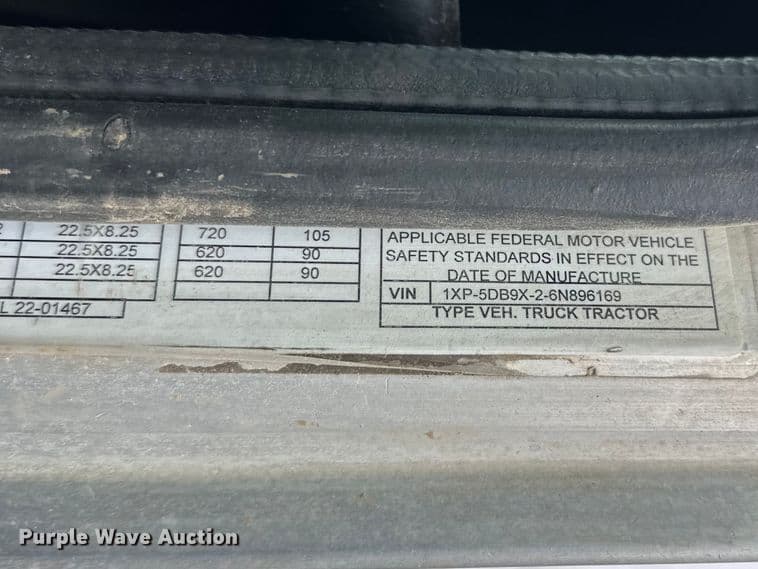 22.5X8.25 720 105
22.5X8.25 620 90
22.5X8.25 620 90
L 22-01467
APPLICABLE FEDERAL MOTOR VEHICLE
SAFETY STANDARDS IN EFFECT ON THE
DATE OF MANUFACTURE
VIN 1XP-5DB9X-2-6N896169
TYPE VEH. TRUCK TRACTOR
Purple Wave Auction